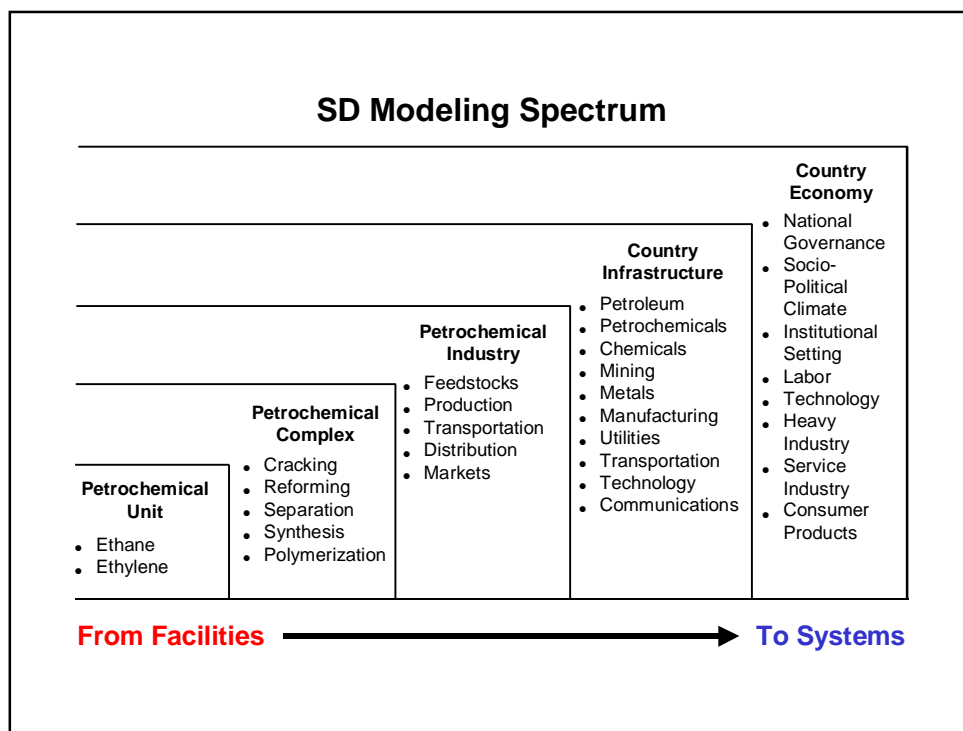 SD Modeling Spectrum
Petrochemical
Unit
• Ethane
• Ethylene
Petrochemical
Complex
• Cracking
• Reforming
• Separation
• Synthesis
• Polymerization
Petrochemical
Industry
• Feedstocks
• Production
• Transportation
• Distribution
• Markets
Country
Infrastructure
• Petroleum
• Petrochemicals
• Chemicals
• Mining
• Metals
• Manufacturing
• Utilities
• Transportation
• Technology
• Communications
Country
Economy
• National
Governance
• Socio-
Political
Climate
• Institutional
Setting
• Labor
• Technology
• Heavy
Industry
• Service
Industry
• Consumer
Products
From Facilities
To Systems